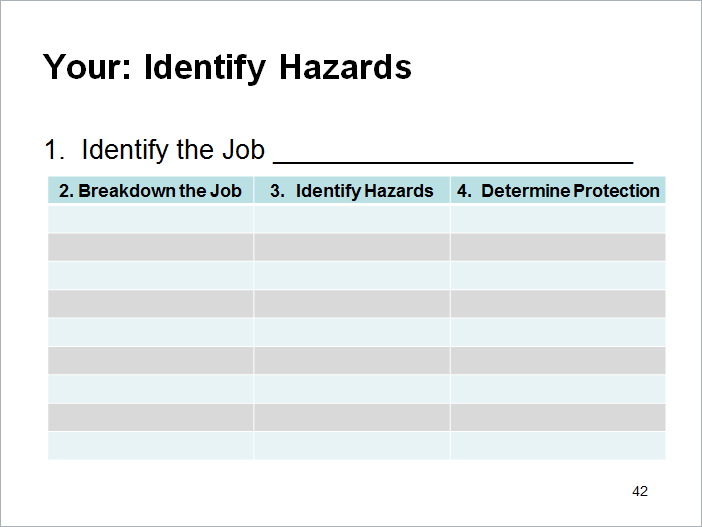 Your: Identify Hazards
1. Identify the Job ________________________
2. Breakdown the Job 3. Identify Hazards 4. Determine Protection
42